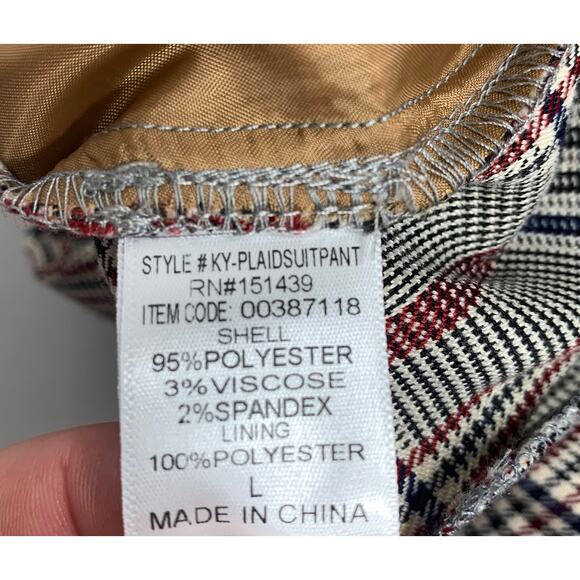 STYLE # KY-PLAIDSUITPANT
RN#151439
ITEM CODE: 00387118
SHELL
95%POLYESTER
3%VISCOSE
2%SPANDEX
LINING
100%POLYESTER
L
MADE IN CHINA